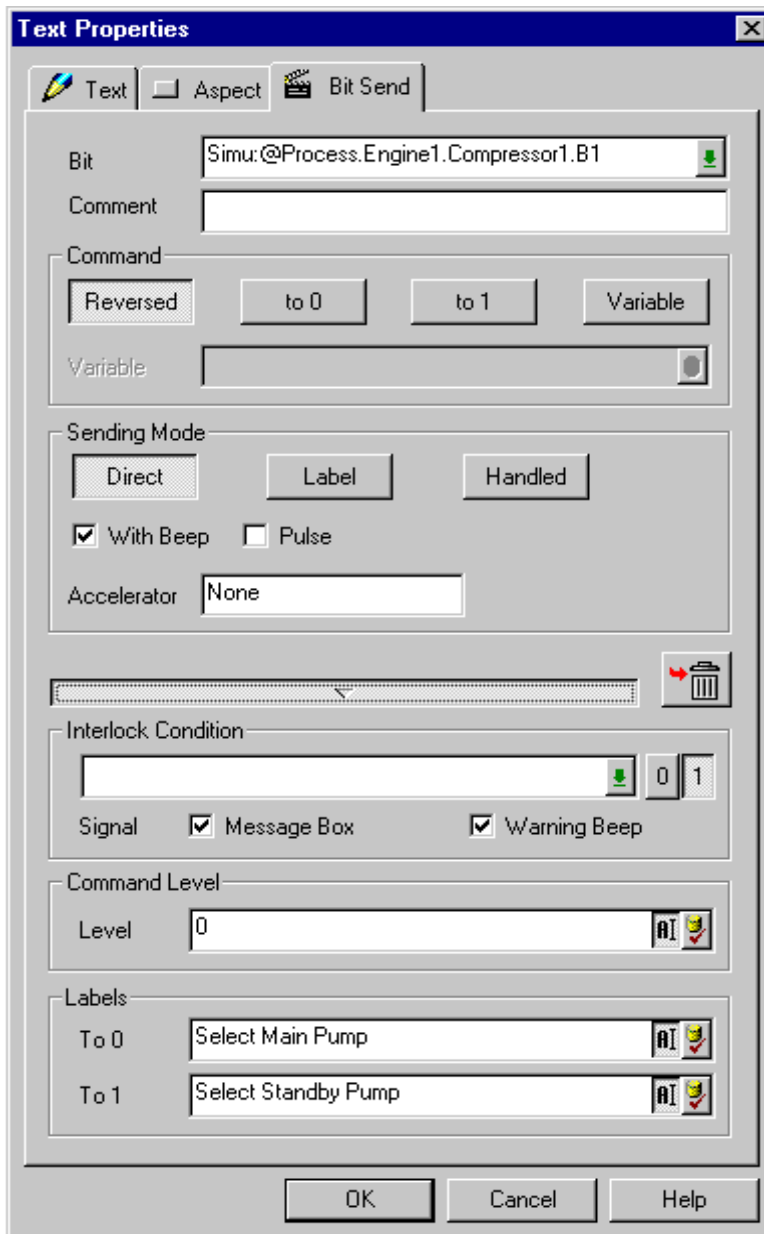 Text Properties
Text Aspect Bit Send
Bit Simu:@Process.Engine1.Compressor1.B1
Comment
Command
Reversed to 0 to 1 Variable
Variable
Sending Mode
Direct Label Handled
With Beep Pulse
Accelerator None
Interlock Condition
0 1
Signal Message Box Warning Beep
Command Level
Level 0 AI
Labels
To 0 Select Main Pump AI
To 1 Select Standby Pump AI
OK Cancel Help